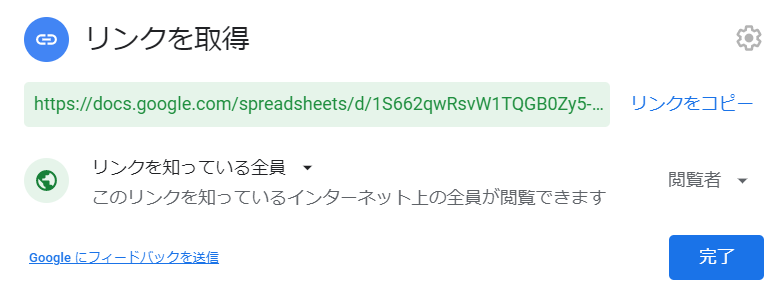 リンクを取得
https://docs.google.com/spreadsheets/d/1S662qwRsvW1TQGB0Zy5-...
リンクをコピー
リンクを知っている全員
このリンクを知っているインターネット上の全員が閲覧できます
閲覧者
Google にフィードバックを送信
完了